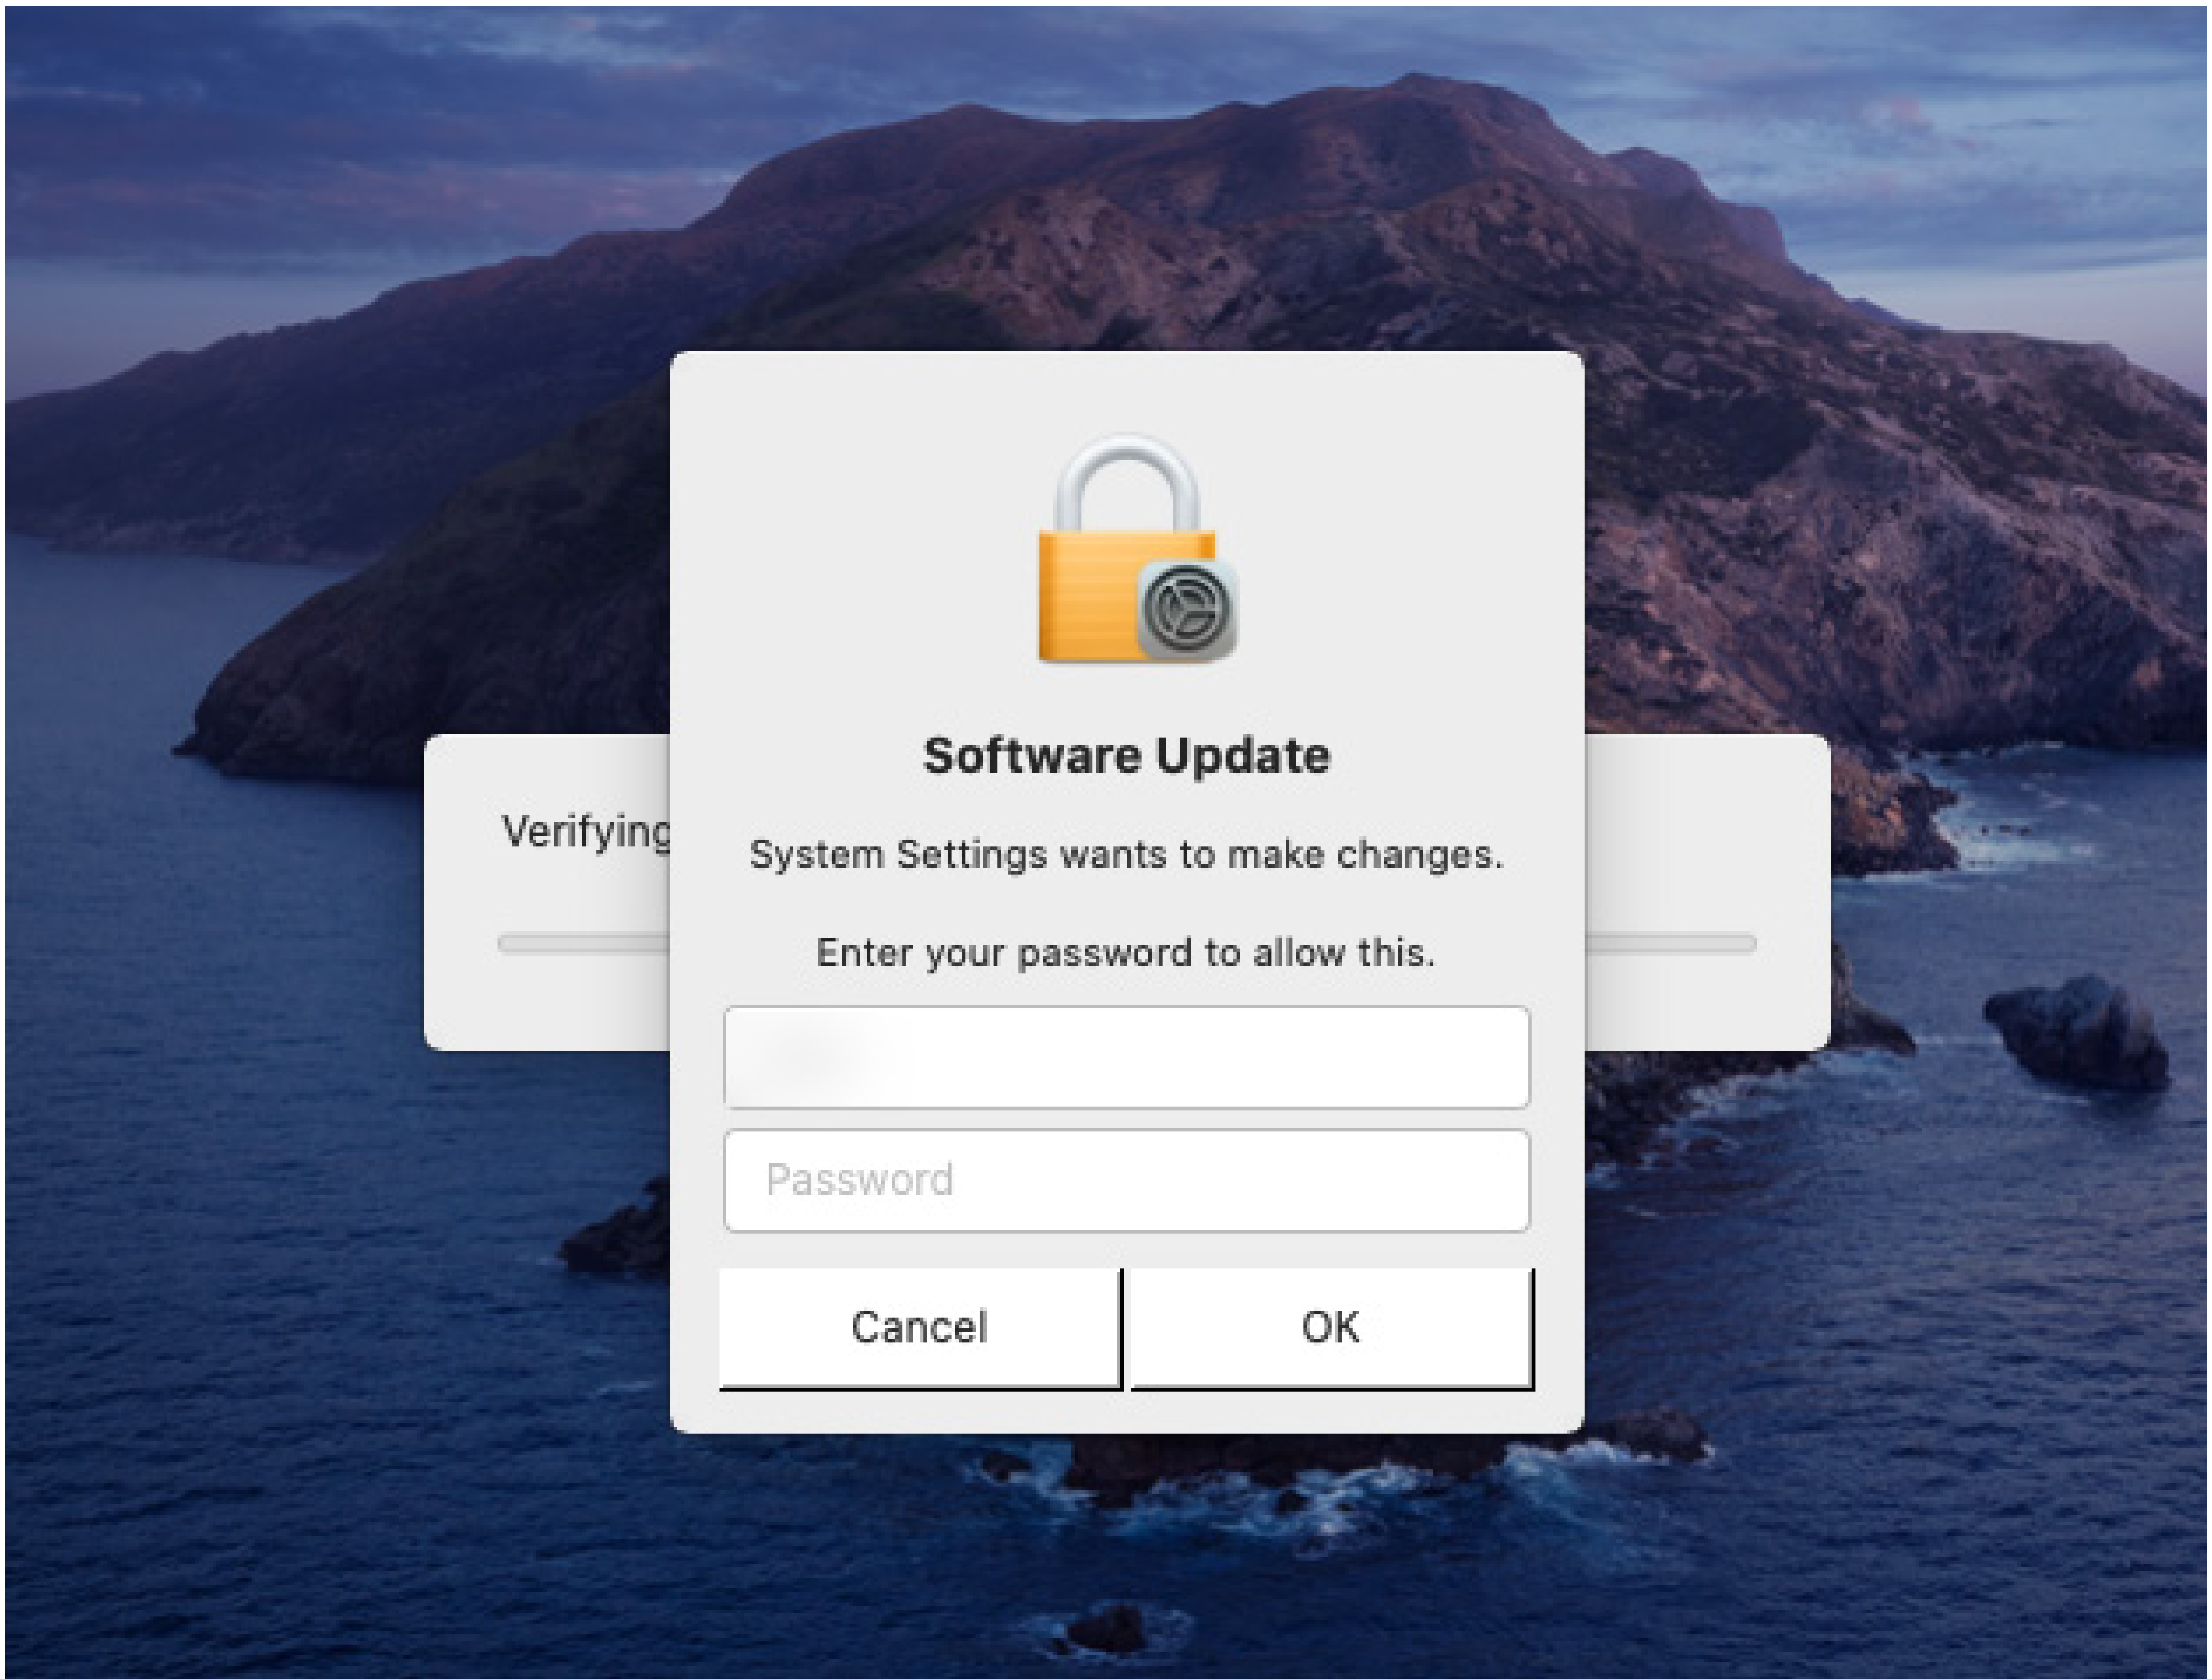 Software Update
Verifying
System Settings wants to make changes.
Enter your password to allow this.
Password
Cancel
OK